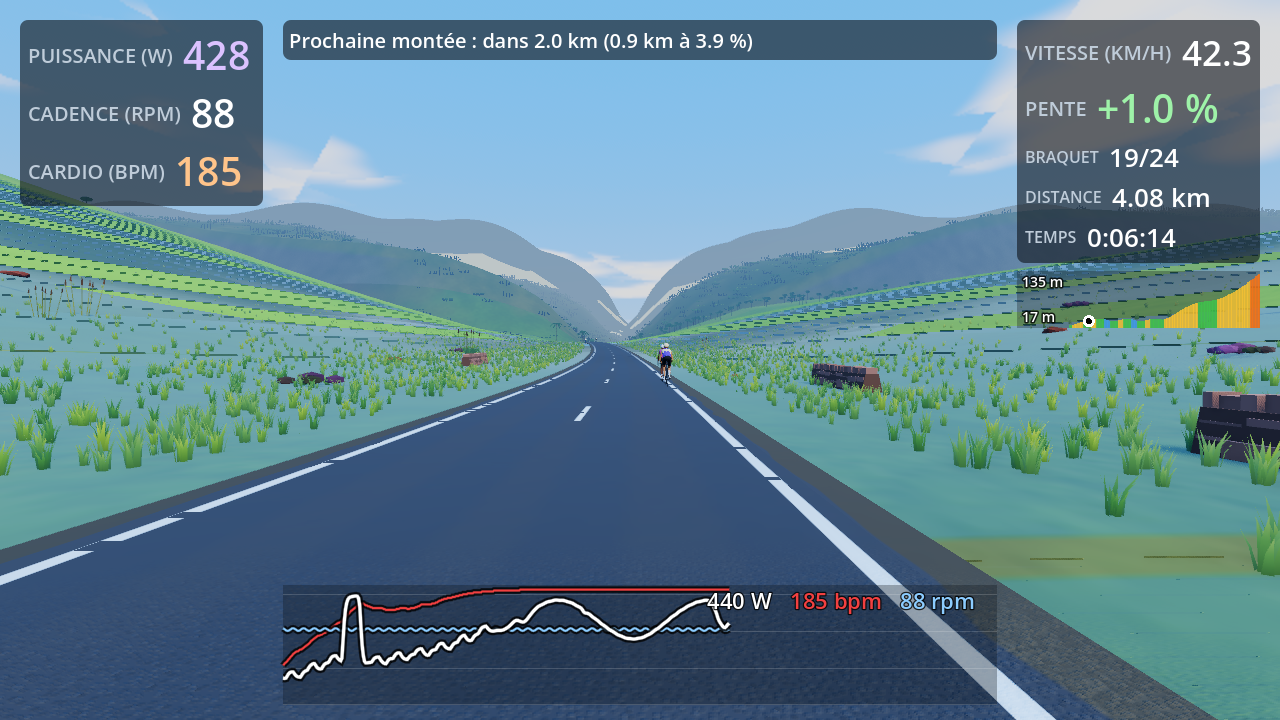 PUISSANCE (W) 428
CADENCE (RPM) 88
CARDIO (BPM) 185
Prochaine montée : dans 2.0 km (0.9 km à 3.9 %)
VITESSE (KM/H) 42.3
PENTE +1.0 %
BRAQUET 19/24
DISTANCE 4.08 km
TEMPS 0:06:14
135 m
17 m
440 W 185 bpm 88 rpm